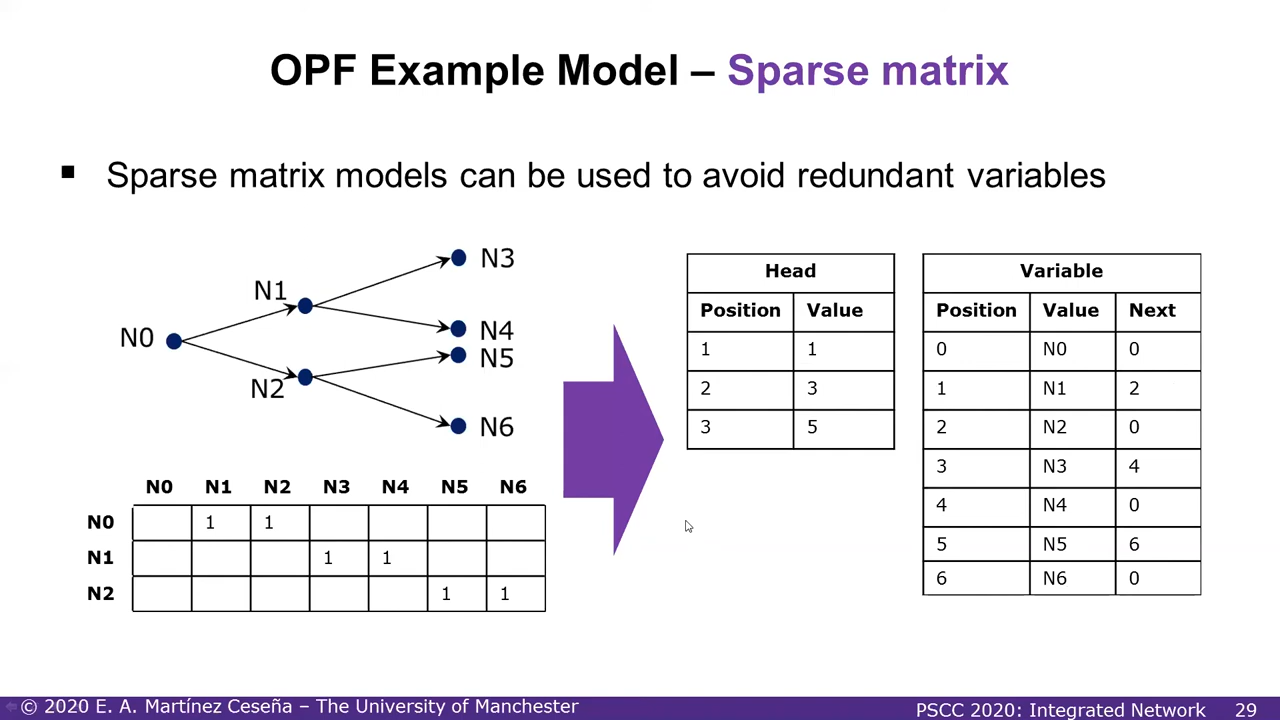 OPF Example Model – Sparse matrix
▪ Sparse matrix models can be used to avoid redundant variables
N3
N1
N0
N4
N5
N2
N6
N0 N1 N2 N3 N4 N5 N6
N0 1 1
N1 1 1
N2 1 1
Head
Position Value
1 1
2 3
3 5
Variable
Position Value Next
0 N0 0
1 N1 2
2 N2 0
3 N3 4
4 N4 0
5 N5 6
6 N6 0
© 2020 E. A. Martínez Ceseña – The University of Manchester
PSCC 2020: Integrated Network 29